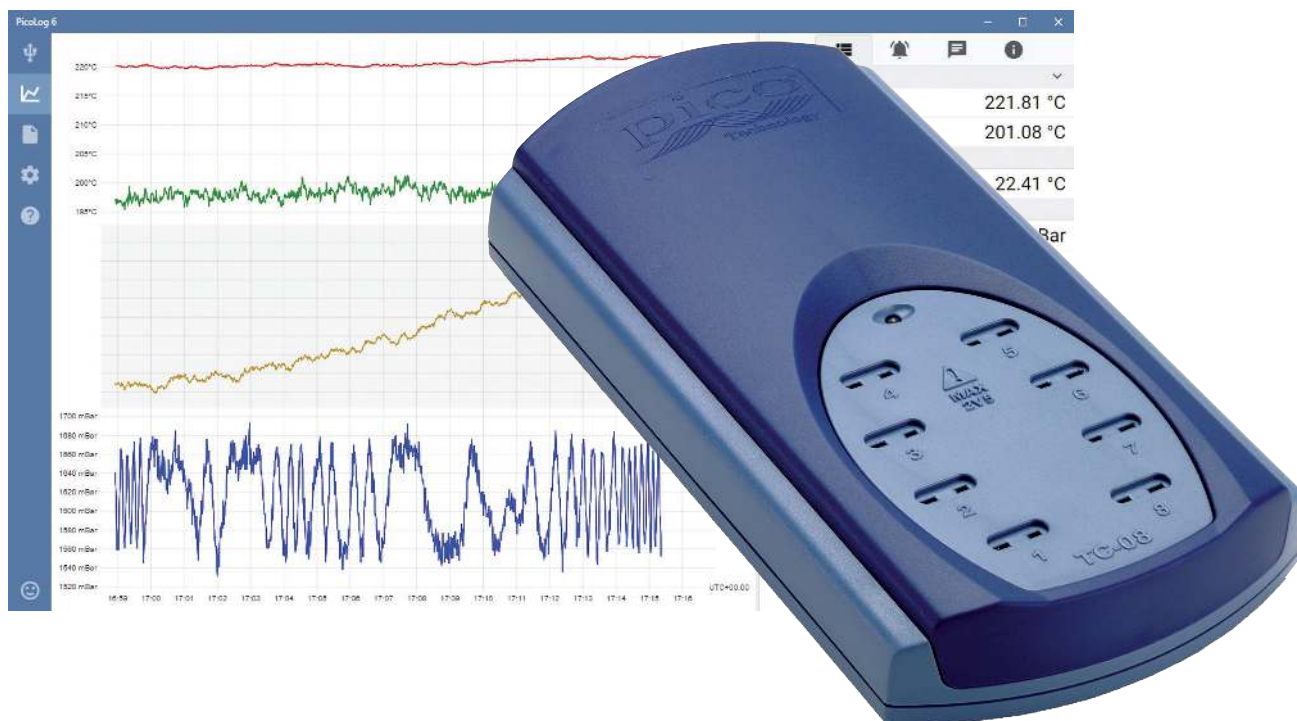 PicoLog 6
220°C
215°C
210°C
205°C
200°C
195°C
1700 mBar
1680 mBar
1660 mBar
1640 mBar
1620 mBar
1600 mBar
1580 mBar
1560 mBar
1540 mBar
1520 mBar
16:59 17:00 17:01 17:02 17:03 17:04 17:05 17:06 17:07 17:08 17:09 17:10 17:11 17:12 17:13 17:14 17:15 17:16
UTC+00:00
221.81 °C
201.08 °C
22.41 °C
pico
Technology
MAX
5
4
6
3
7
2
8
1
TC-08